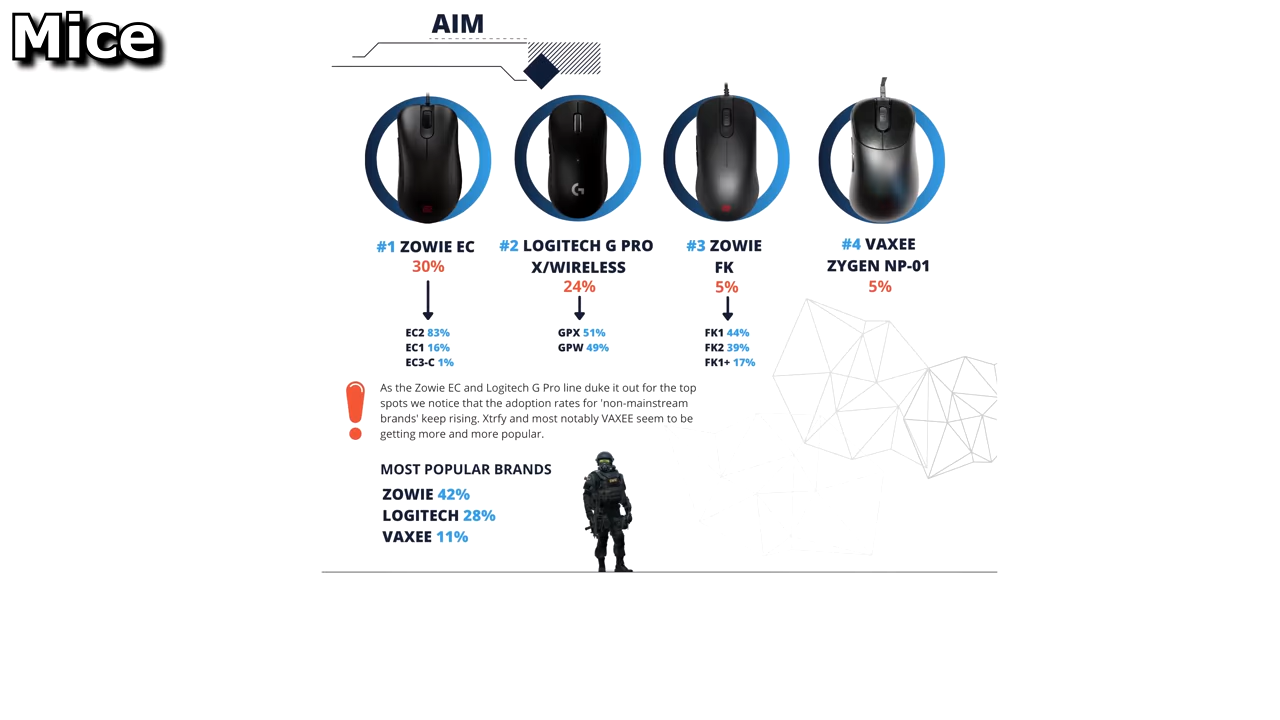 Mice
AIM
#1 ZOWIE EC
30%
EC2 83%
EC1 16%
EC3-C 1%
#2 LOGITECH G PRO
X/WIRELESS
24%
GPX 51%
GPW 49%
#3 ZOWIE
FK
5%
FK1 44%
FK2 39%
FK1+ 17%
#4 VAXEE
ZYGEN NP-01
5%
As the Zowie EC and Logitech G Pro line duke it out for the top
spots we notice that the adoption rates for 'non-mainstream
brands' keep rising. Xtrfy and most notably VAXEE seem to be
getting more and more popular.
MOST POPULAR BRANDS
ZOWIE 42%
LOGITECH 28%
VAXEE 11%